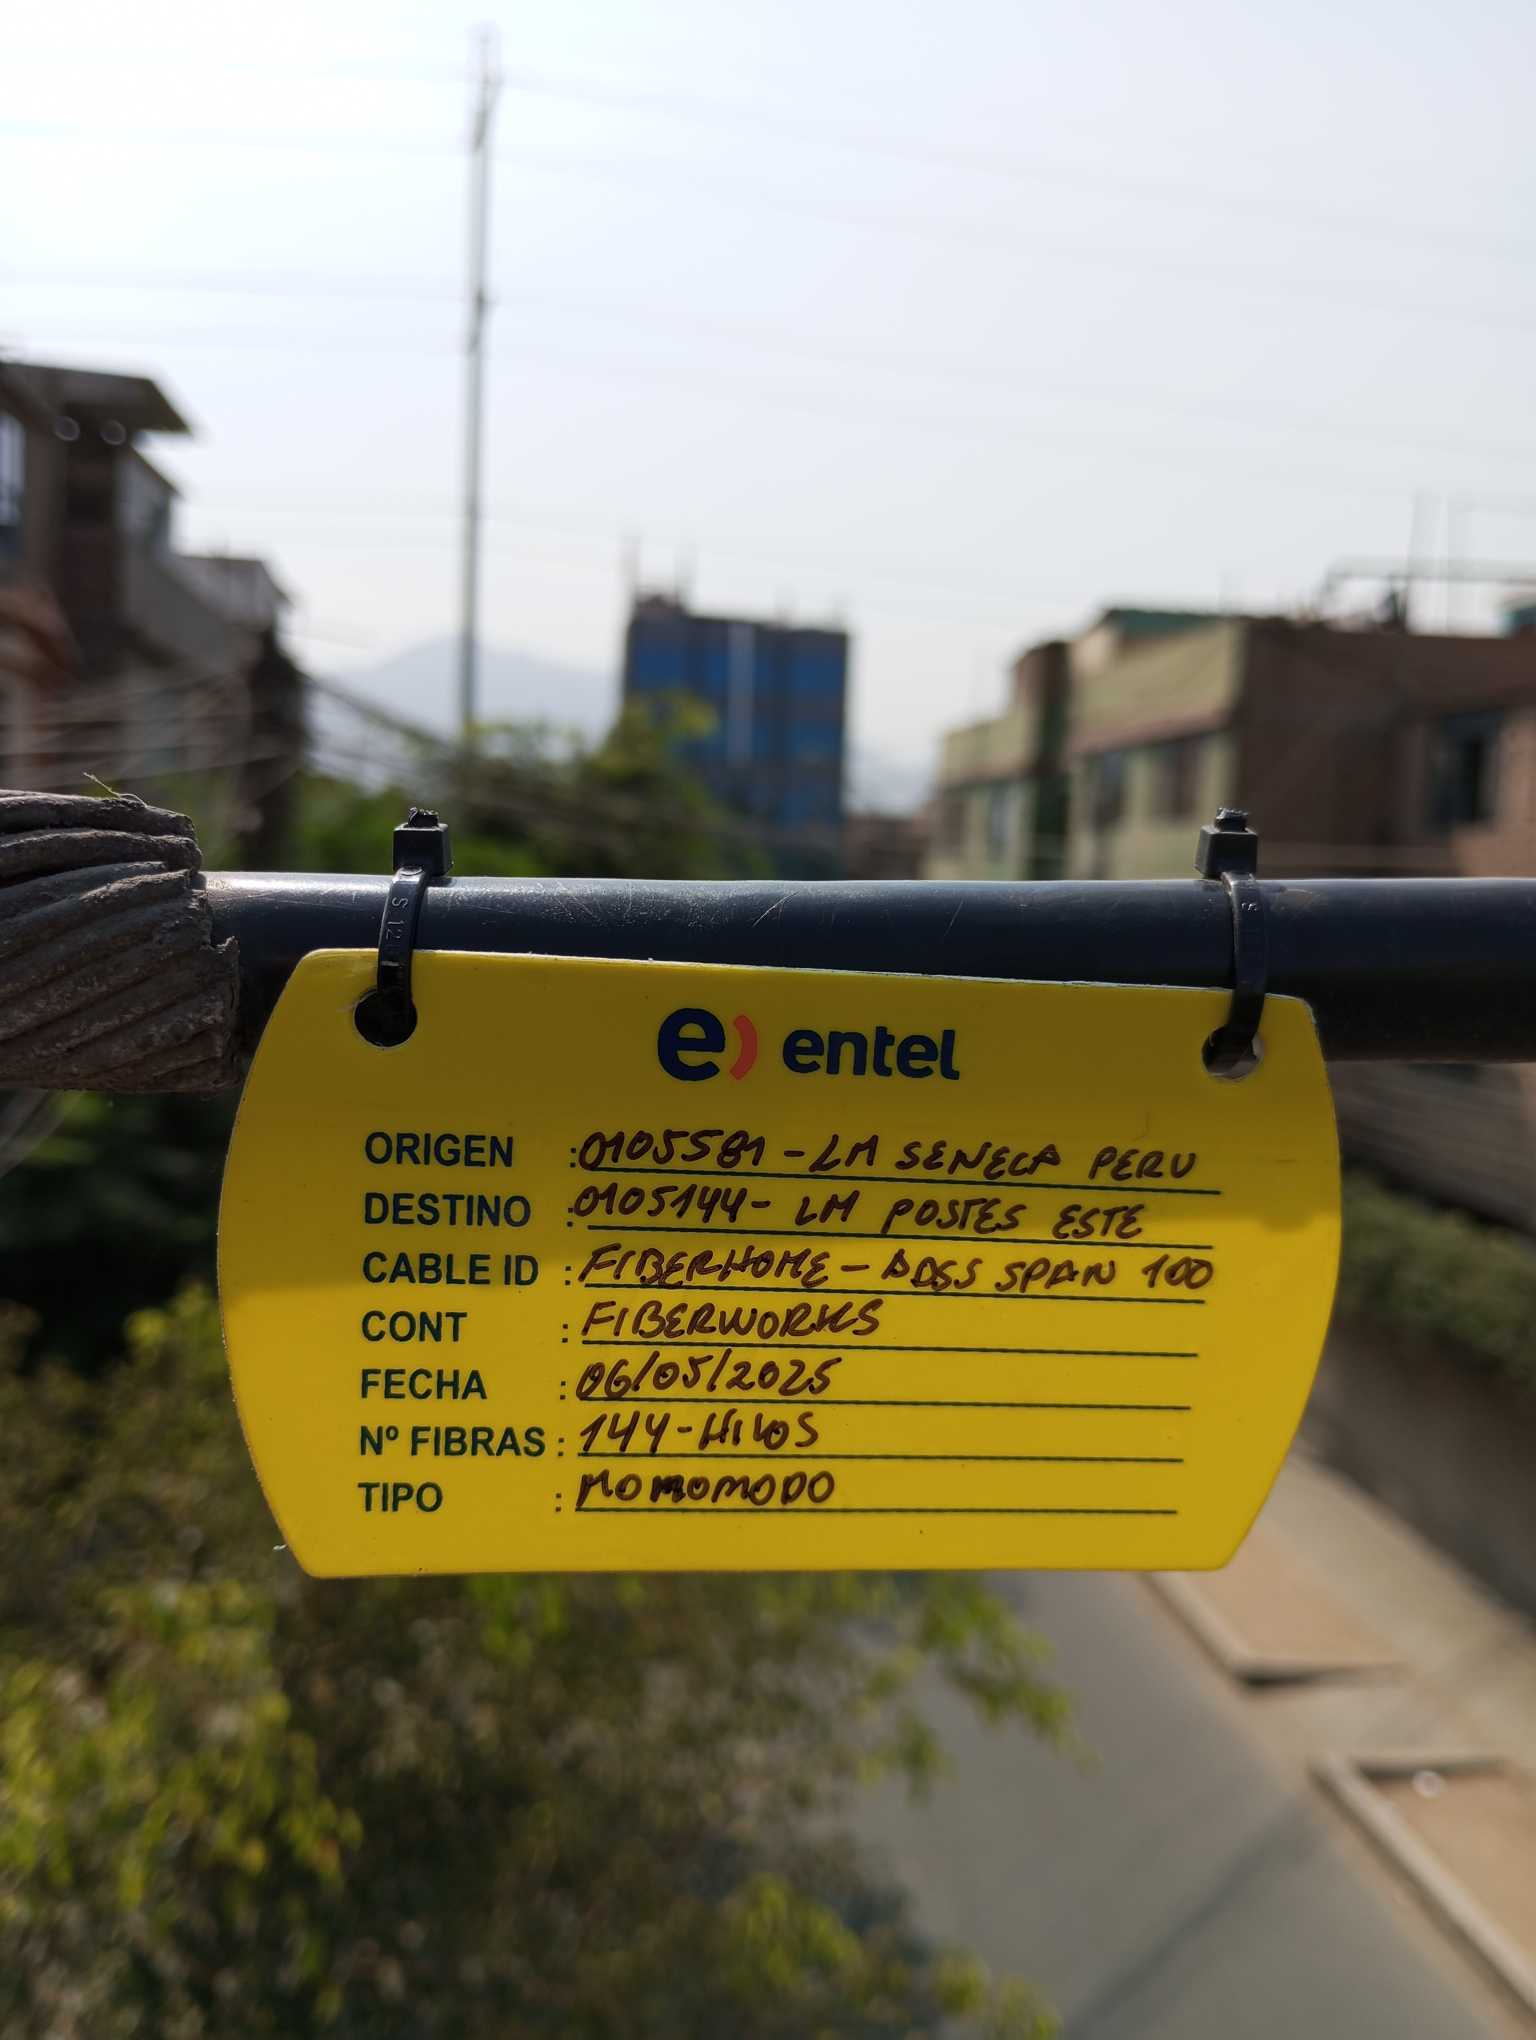 e) entel
ORIGEN : 0105581 - LM SENECA PERU
DESTINO : 0105144 - LM POSTES ESTE
CABLE ID : FIBERHOME - ADSS SPAN 100
CONT : FIBERWORKS
FECHA : 06/05/2025
Nº FIBRAS : 144 - HILOS
TIPO : MOMOMODO